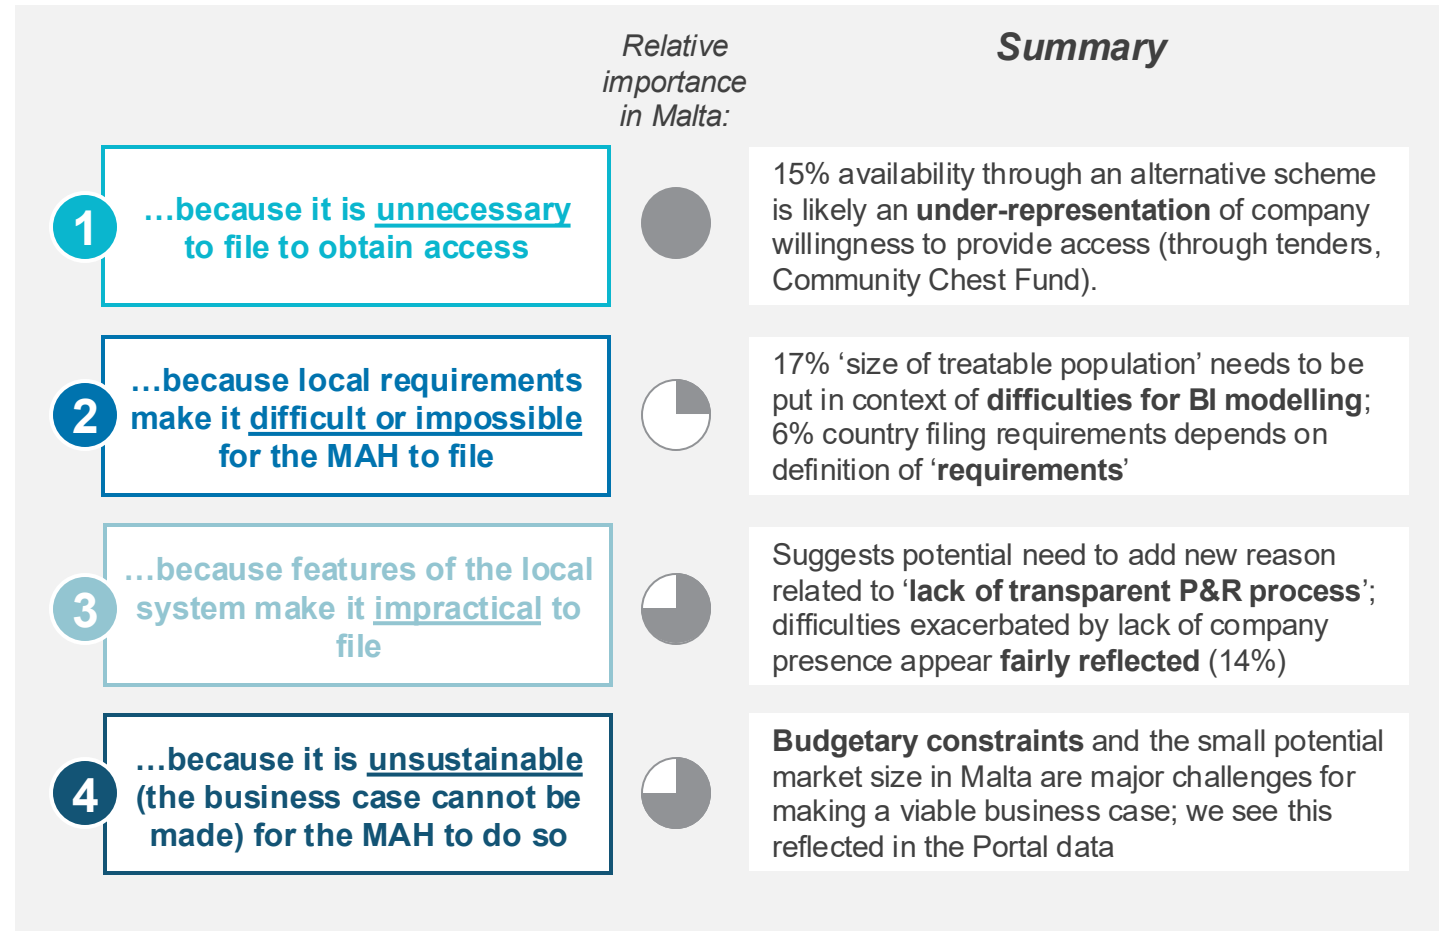 Relative
importance
in Malta:
Summary
1
…because it is unnecessary
to file to obtain access
15% availability through an alternative scheme
is likely an under-representation of company
willingness to provide access (through tenders,
Community Chest Fund).
2
…because local requirements
make it difficult or impossible
for the MAH to file
17% ‘size of treatable population’ needs to be
put in context of difficulties for BI modelling;
6% country filing requirements depends on
definition of ‘requirements’
3
…because features of the local
system make it impractical to
file
Suggests potential need to add new reason
related to ‘lack of transparent P&R process’;
difficulties exacerbated by lack of company
presence appear fairly reflected (14%)
4
…because it is unsustainable
(the business case cannot be
made) for the MAH to do so
Budgetary constraints and the small potential
market size in Malta are major challenges for
making a viable business case; we see this
reflected in the Portal data